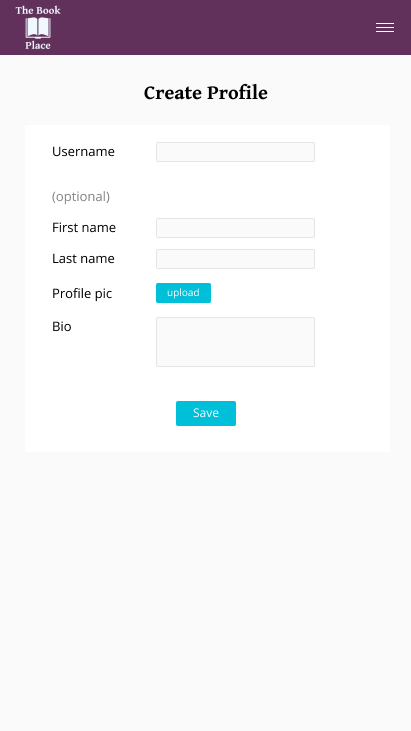 The Book
Place
Create Profile
Username
(optional)
First name
Last name
Profile pic
upload
Bio
Save